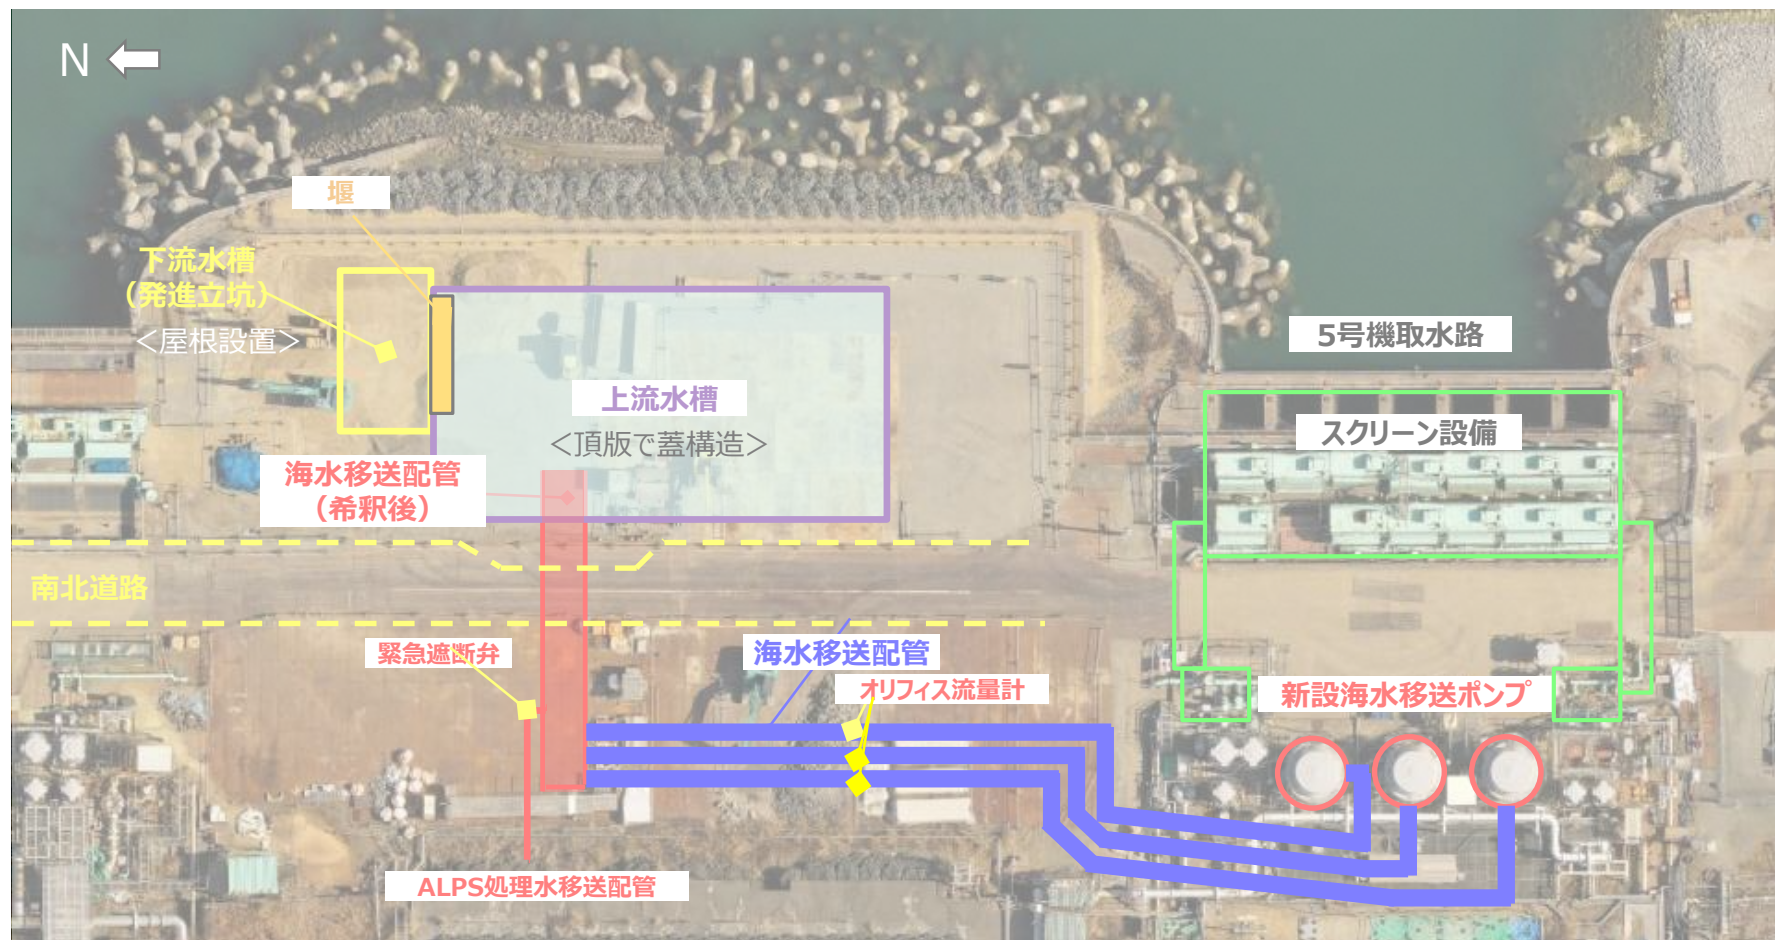 N
堰
下流水槽
（発進立坑）
＜屋根設置＞
5号機取水路
上流水槽
＜頂版で蓋構造＞
スクリーン設備
海水移送配管
（希釈後）
南北道路
緊急遮断弁
海水移送配管
オリフィス流量計
新設海水移送ポンプ
ALPS処理水移送配管